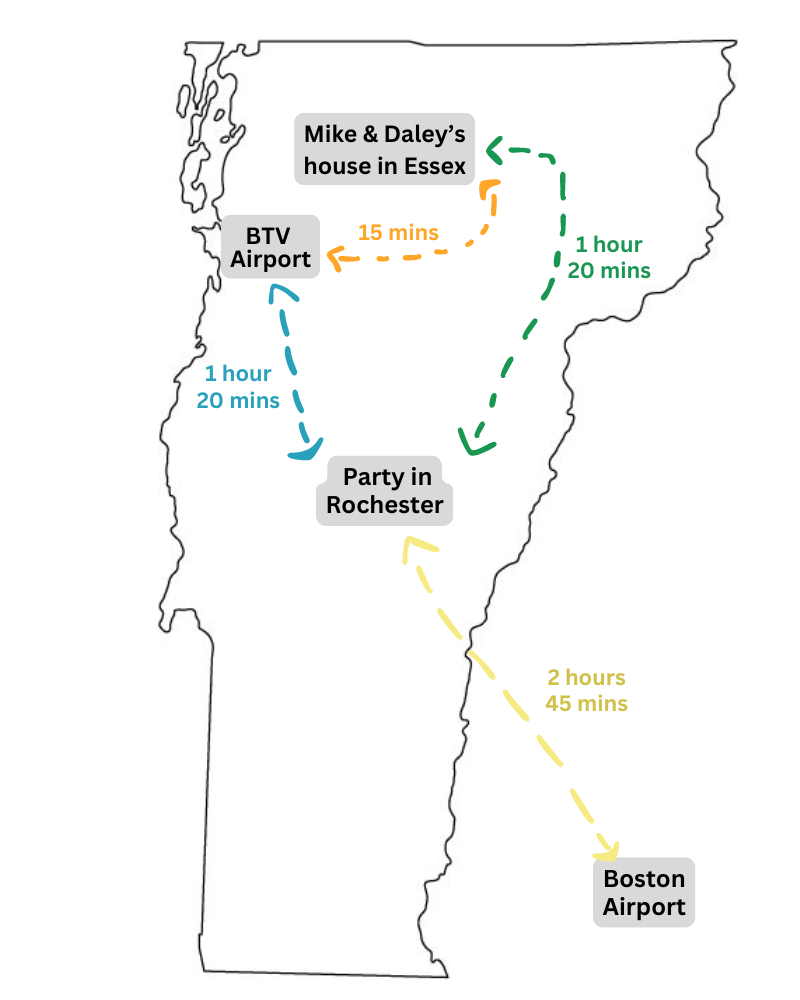 Mike & Daley’s
house in Essex
BTV
Airport
15 mins
1 hour
20 mins
1 hour
20 mins
Party in
Rochester
2 hours
45 mins
Boston
Airport